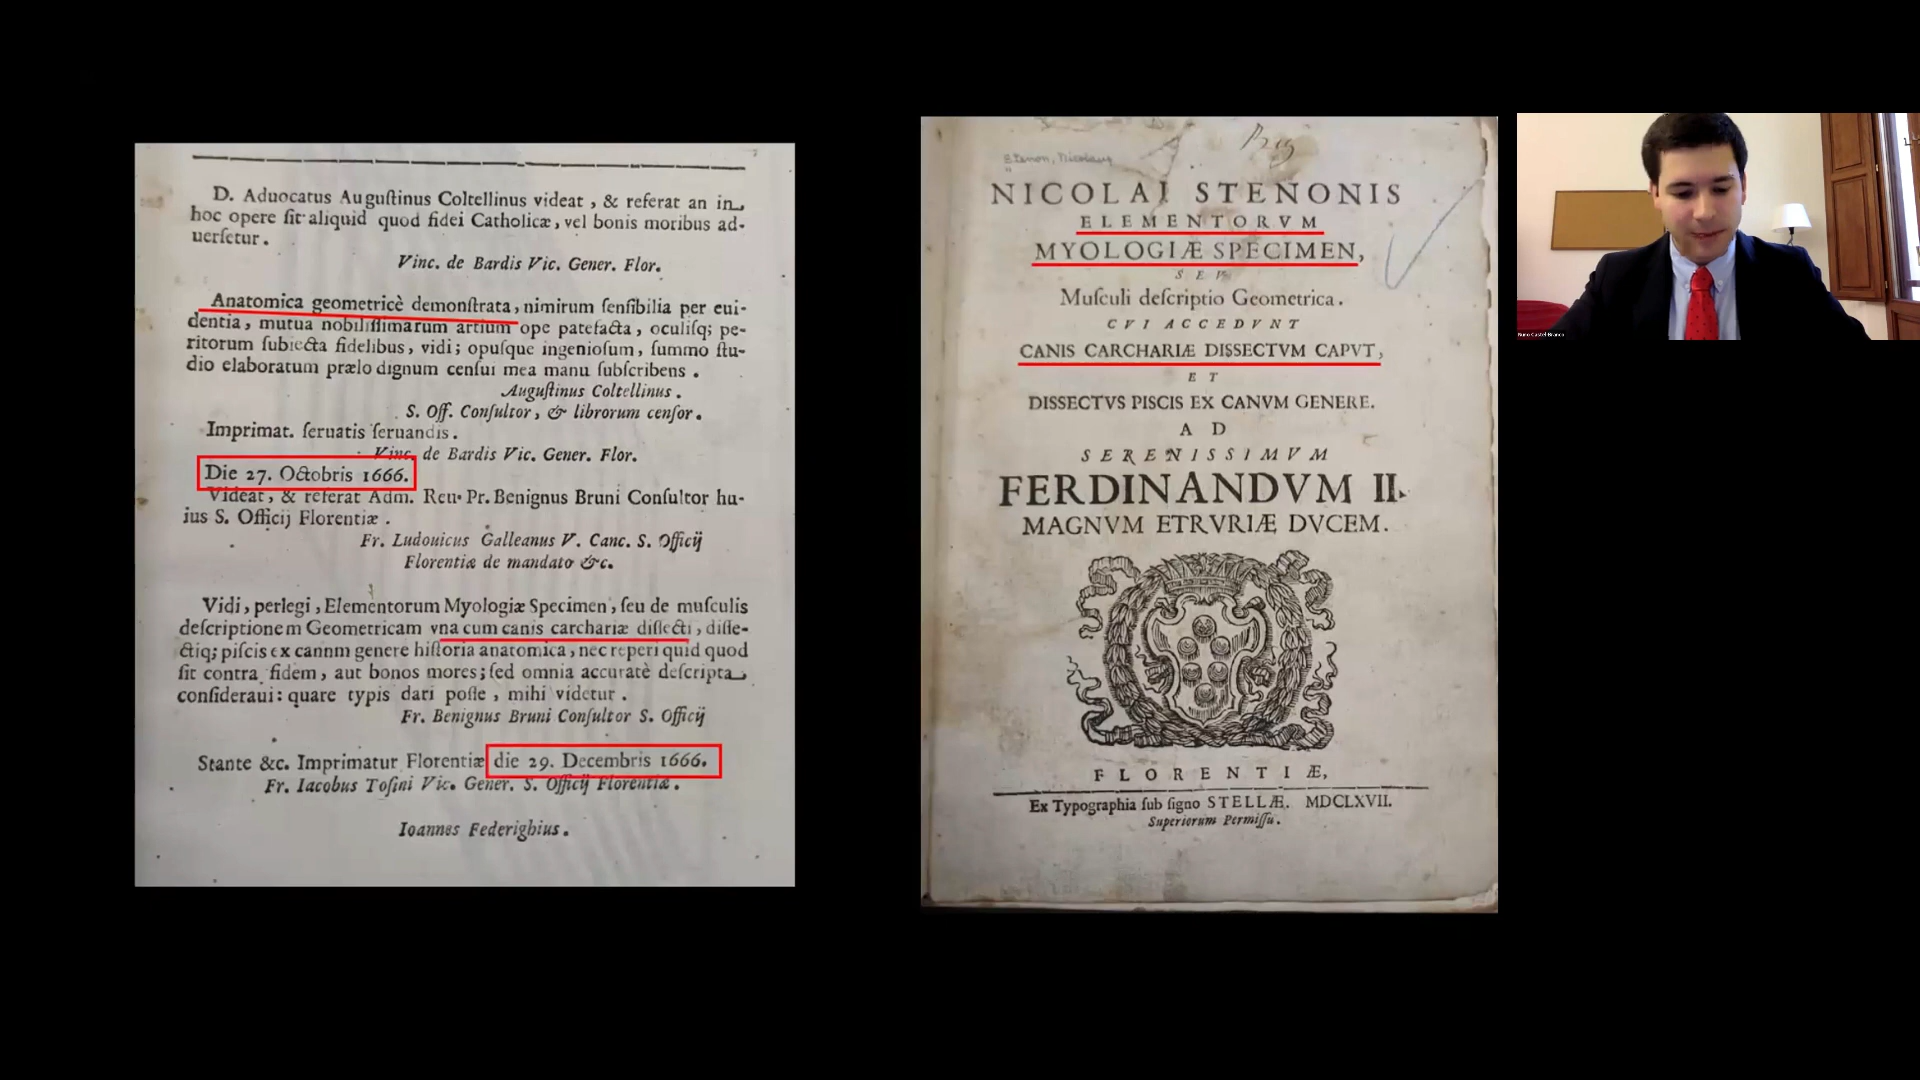 D. Aduocatus Auguſtinus Coltellinus videat, & referat an in
hoc opere ſit aliquid quod fidei Catholicæ, vel bonis moribus ad-
uerſetur.
Vinc. de Bardis Vic. Gener. Flor.
Anatomica geometricè demonſtrata, nimirum ſenſibilia per eui-
dentia, mutua nobiliſſimarum artium ope patefacta, oculiſq; pe-
ritorum ſubiecta fidelibus, vidi; opuſque ingenioſum, ſummo ſtu-
dio elaboratum prælo dignum cenſui mea manu ſubſcribens.
Auguſtinus Coltellinus.
S. Off. Conſultor, & librorum cenſor.
Imprimat. ſeruatis ſeruandis.
Vinc. de Bardis Vic. Gener. Flor.
Die 27. Octobris 1666.
Videat, & referat Adm. Reu. Pr. Benignus Bruni Conſultor hu-
ius S. Officij Florentiæ.
Fr. Ludouicus Galleanus V. Canc. S. Officij
Florentiæ de mandato &c.
Vidi, perlegi, Elementorum Myologiæ Specimen, ſeu de muſculis
deſcriptionem Geometricam vna cum canis carchariæ diſſecti, diſſe-
ctiq; piſcis ex canum genere hiſtoria anatomica, nec reperi quid quod
ſit contra fidem, aut bonos mores; ſed omnia accuratè deſcripta
conſideraui: quare typis dari poſſe, mihi videtur.
Fr. Benignus Bruni Conſultor S. Officij
Stante &c. Imprimatur Florentiæ die 29. Decembris 1666.
Fr. Iacobus Toſini Vic. Gener. S. Officij Florentiæ.
Ioannes Federighius.
Stenon, Nicolaus
NICOLAI STENONIS
ELEMENTORVM
MYOLOGIÆ SPECIMEN,
SEV
Muſculi deſcriptio Geometrica.
CVI ACCEDVNT
CANIS CARCHARIÆ DISSECTVM CAPVT,
ET
DISSECTVS PISCIS EX CANVM GENERE.
AD
SERENISSIMVM
FERDINANDVM II.
MAGNVM ETRVRIÆ DVCEM.
FLORENTIÆ,
Ex Typographia ſub ſigno STELLÆ. MDCLXVII.
Superiorum Permiſſu.
Nuno Castel-Branco